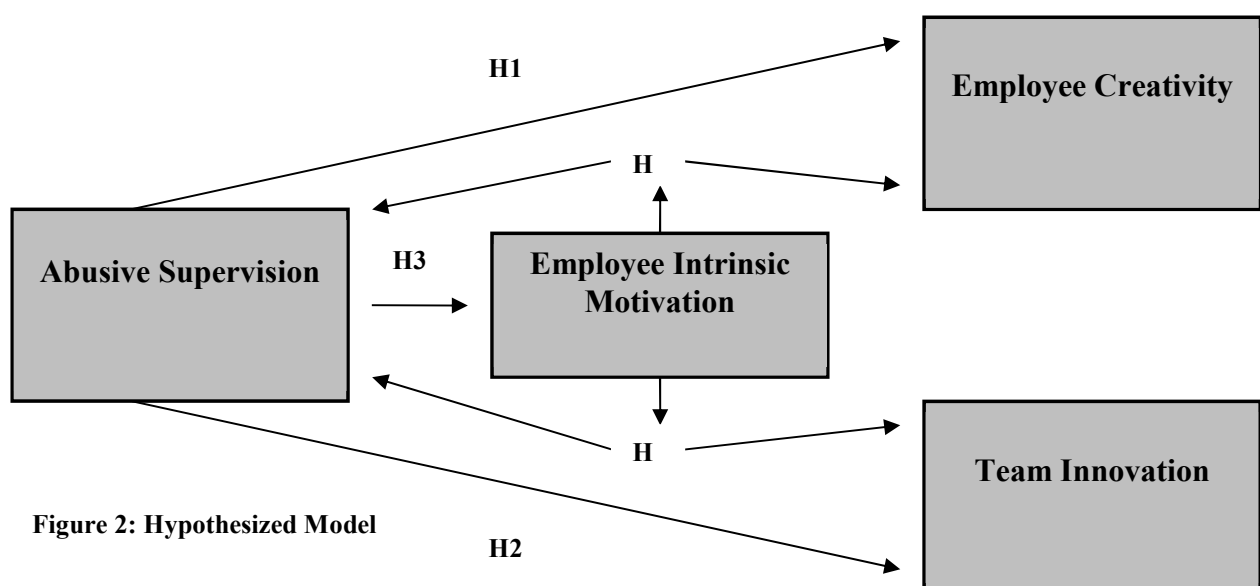 H1
Employee Creativity
H
Abusive Supervision
H3
Employee Intrinsic
Motivation
H
Team Innovation
Figure 2: Hypothesized Model
H2